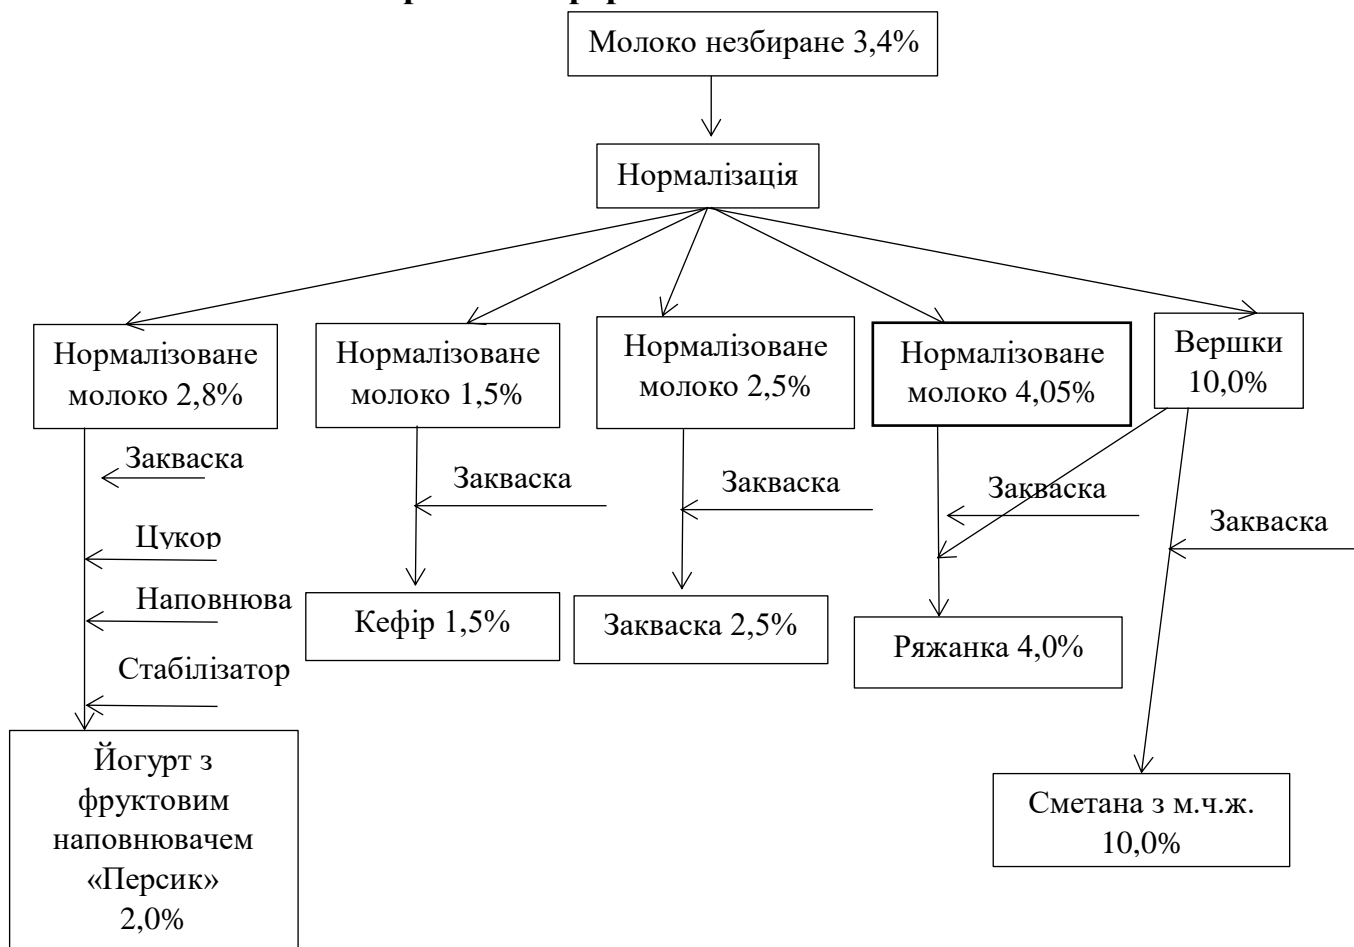 Молоко незбиране 3,4%
Нормалізація
Нормалізоване
молоко 2,8%
Нормалізоване
молоко 1,5%
Нормалізоване
молоко 2,5%
Нормалізоване
молоко 4,05%
Вершки
10,0%
Закваска
Закваска
Закваска
Закваска
Закваска
Цукор
Наповнюва
Стабілізатор
Кефір 1,5%
Закваска 2,5%
Ряжанка 4,0%
Йогурт з
фруктовим
наповнювачем
«Персик»
2,0%
Сметана з м.ч.ж.
10,0%